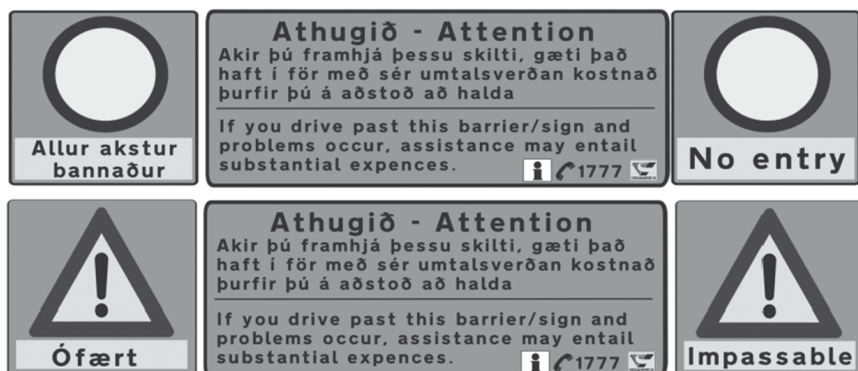 Allur akstur
bannaður
Athugið - Attention
Akir þú framhjá þessu skilti, gæti það
haft í för með sér umtalsverðan kostnað
þurfir þú á aðstoð að halda
If you drive past this barrier/sign and
problems occur, assistance may entail
substantial expences.
i 1777
No entry
Ófært
Athugið - Attention
Akir þú framhjá þessu skilti, gæti það
haft í för með sér umtalsverðan kostnað
þurfir þú á aðstoð að halda
If you drive past this barrier/sign and
problems occur, assistance may entail
substantial expences.
i 1777
Impassable